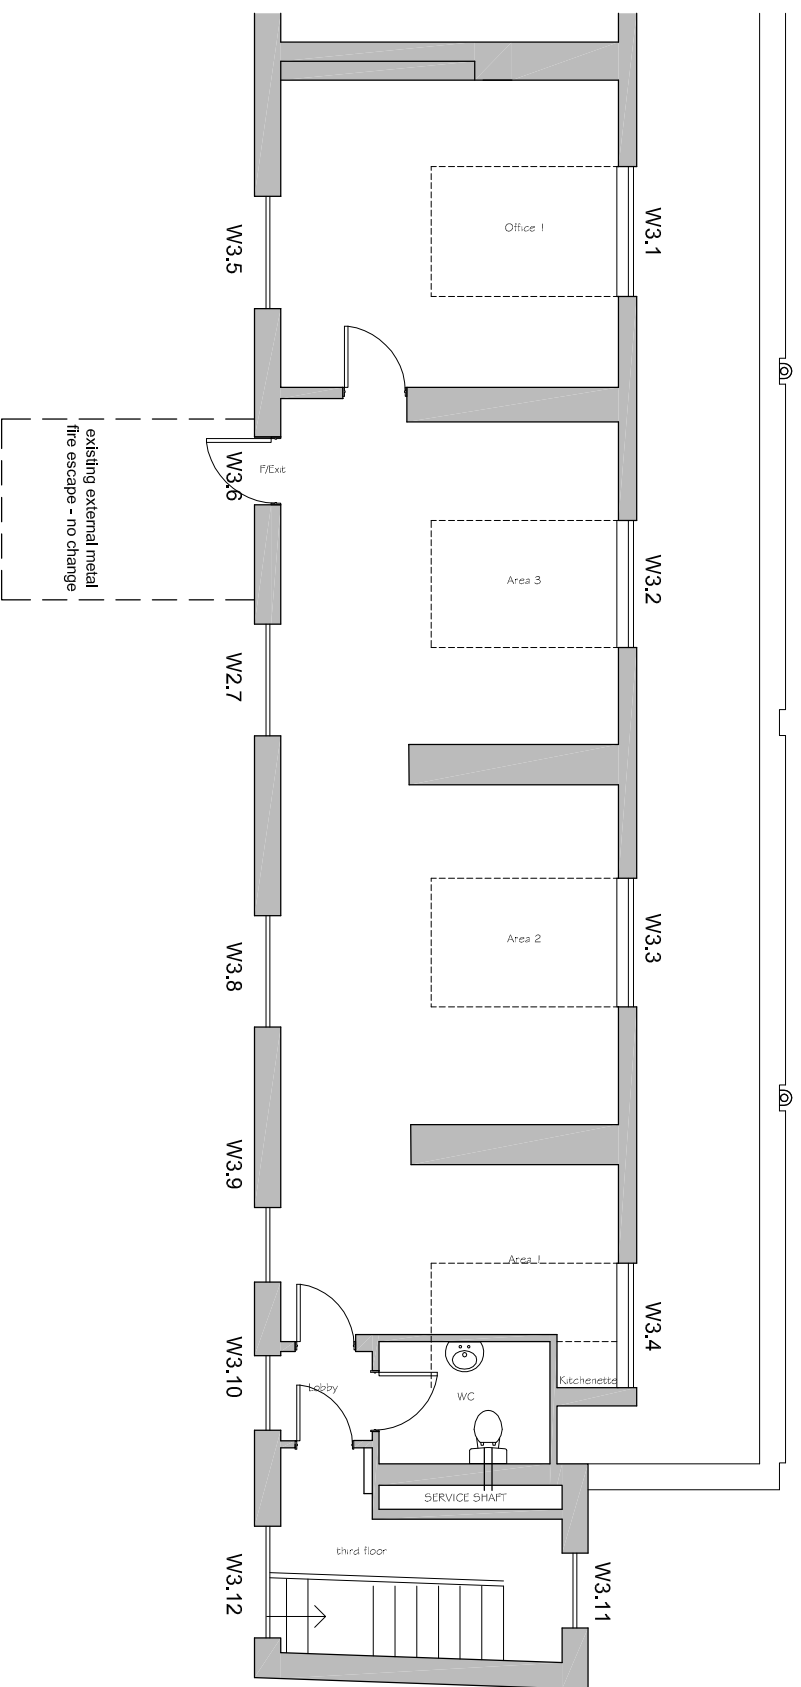 W3.1
Office 1
W3.5
F/Exit
W3.6
existing external metal
fire escape - no change
W3.2
Area 3
W2.7
W3.3
Area 2
W3.8
W3.9
Area 1
W3.4
Kitchenette
W3.10
Lobby
WC
SERVICE SHAFT
third floor
W3.11
W3.12